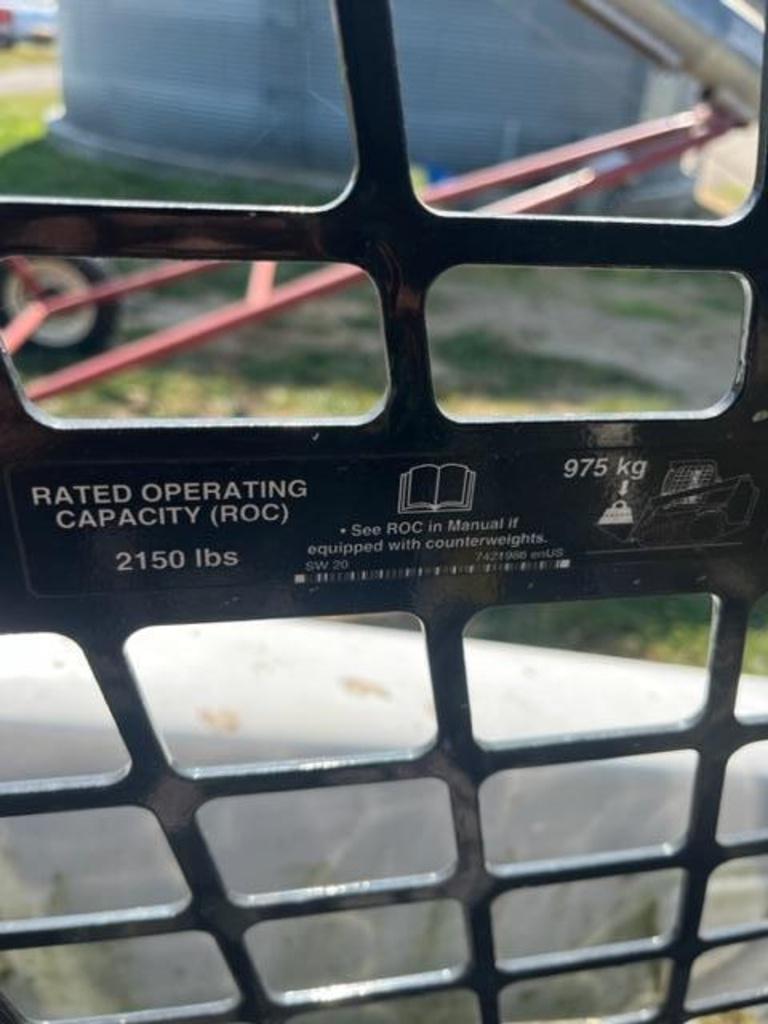 RATED OPERATING
CAPACITY (ROC)
2150 lbs
• See ROC in Manual if
equipped with counterweights.
SW 20 7421986 enUS
975 kg